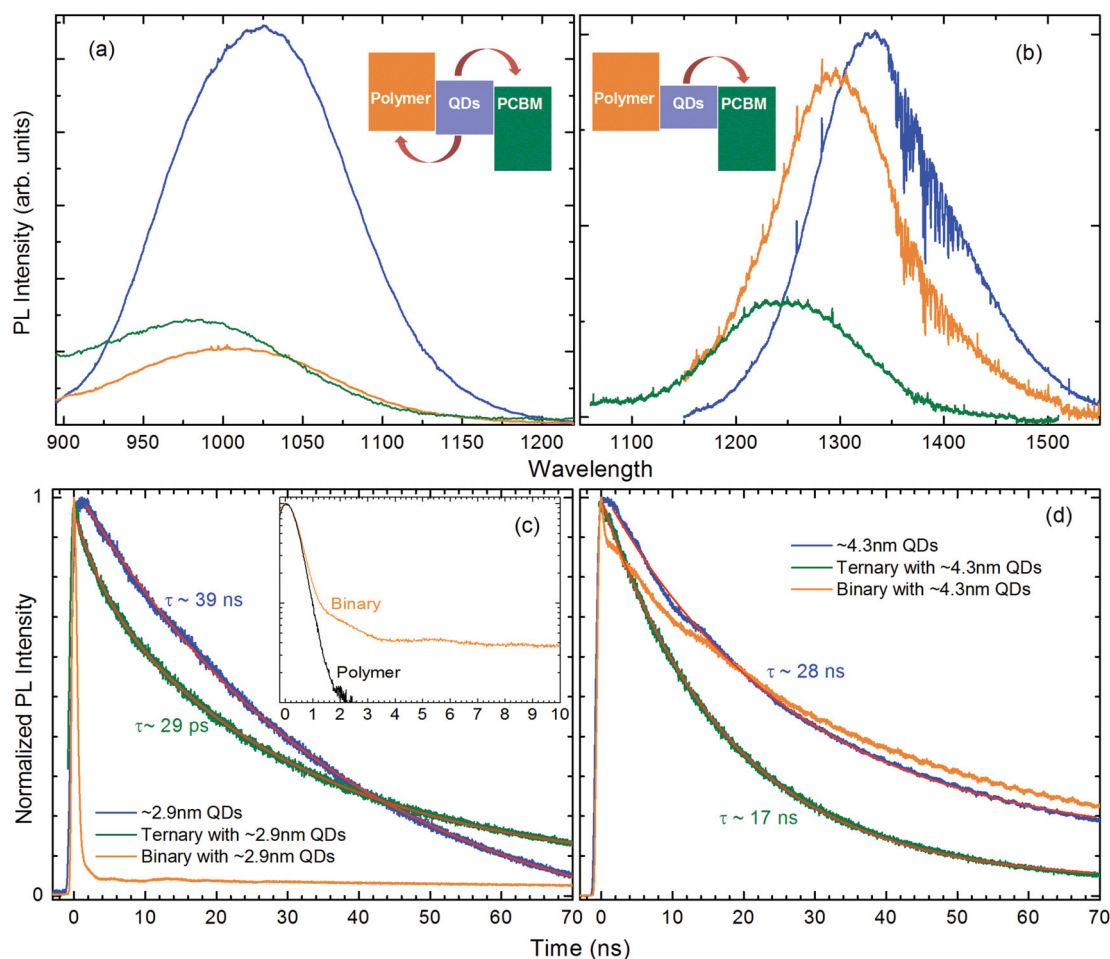 (a)
Polymer
QDs
PCBM
(b)
Polymer
QDs
PCBM
PL Intensity (arb. units)
900 950 1000 1050 1100 1150 1200
1100 1200 1300 1400 1500
Wavelength
1
(c)
τ ~ 39 ns
τ ~ 29 ps
Binary
Polymer
0 1 2 3 4 5 6 7 8 9 10
~2.9nm QDs
Ternary with ~2.9nm QDs
Binary with ~2.9nm QDs
(d)
~4.3nm QDs
Ternary with ~4.3nm QDs
Binary with ~4.3nm QDs
τ ~ 28 ns
τ ~ 17 ns
Normalized PL Intensity
0
0 10 20 30 40 50 60 70
0 10 20 30 40 50 60 70
Time (ns)